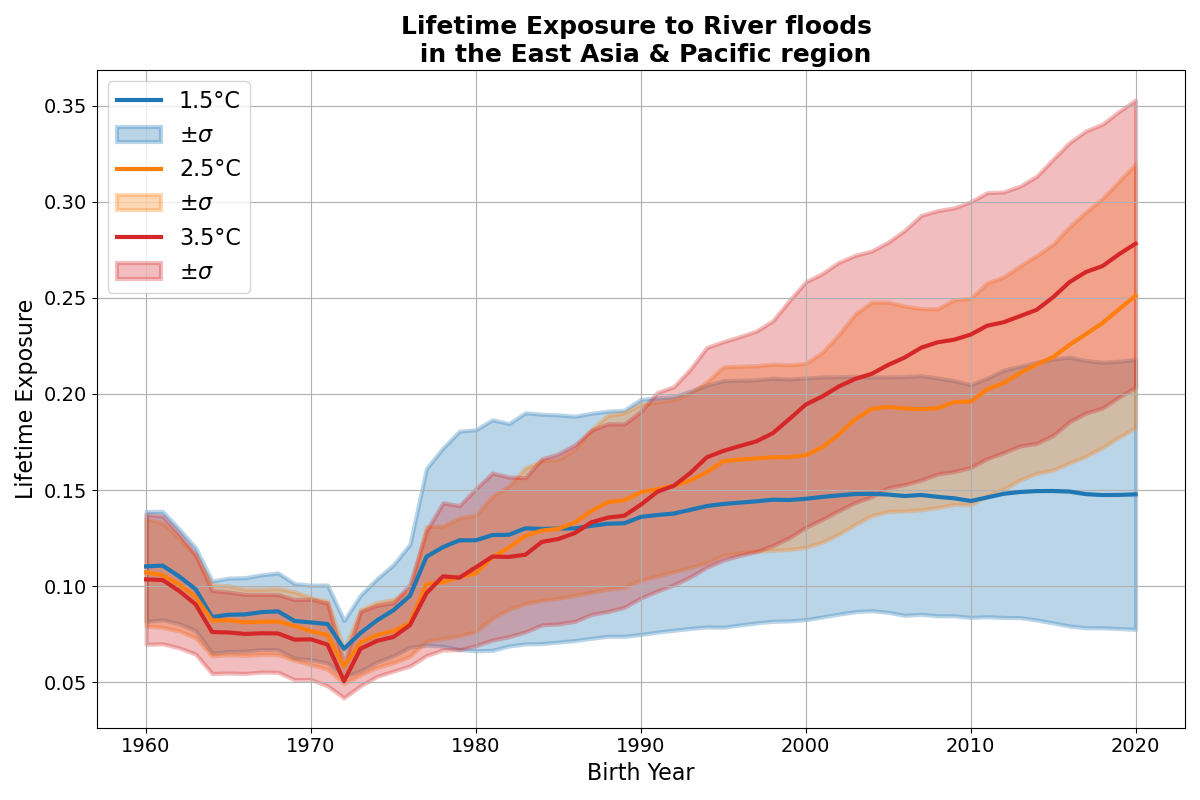 Lifetime Exposure to River floods
in the East Asia & Pacific region
1.5°C
±σ
2.5°C
±σ
3.5°C
±σ
Lifetime Exposure
0.35
0.30
0.25
0.20
0.15
0.10
0.05
1960 1970 1980 1990 2000 2010 2020
Birth Year